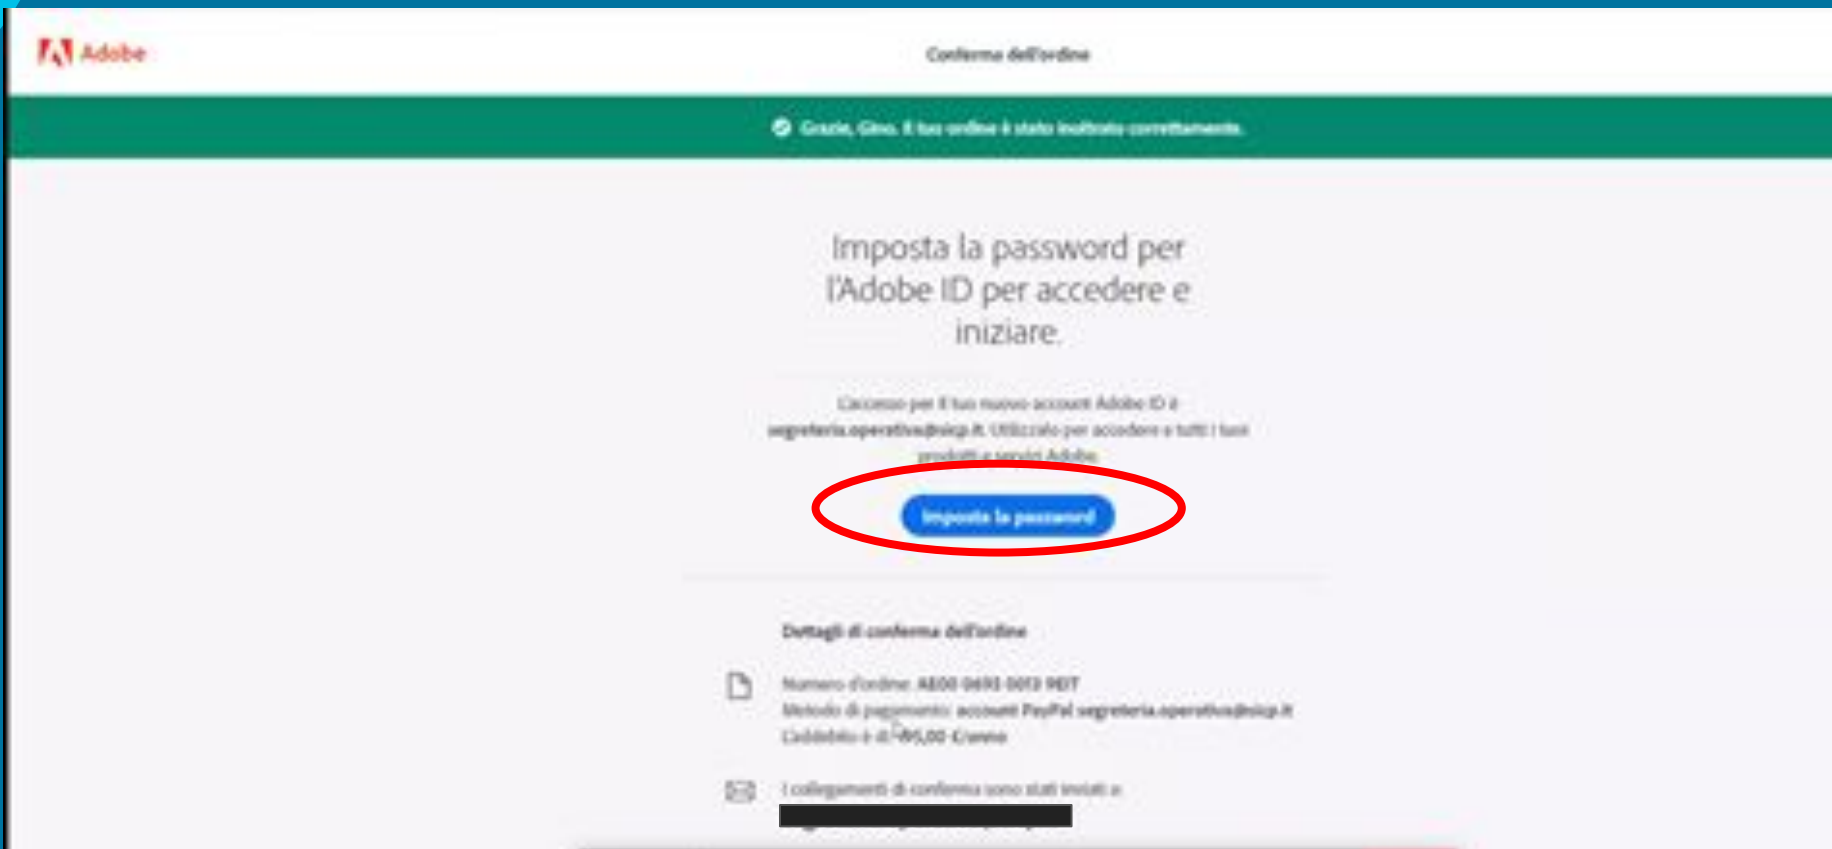 Adobe
Conferma dell'ordine
Grazie, Gino. Il tuo ordine è stato inoltrato correttamente.
Imposta la password per
l'Adobe ID per accedere e
iniziare.
L'accesso per il tuo nuovo account Adobe ID è
segreteria.operativa@sicp.it. Utilizzalo per accedere a tutti i tuoi
prodotti e servizi Adobe.
Imposta la password
Dettagli di conferma dell'ordine
Numero d'ordine:
Metodo di pagamento: account PayPal segreteria.operativa@sicp.it
L'addebito è di €/anno
I collegamenti di conferma sono stati inviati a: